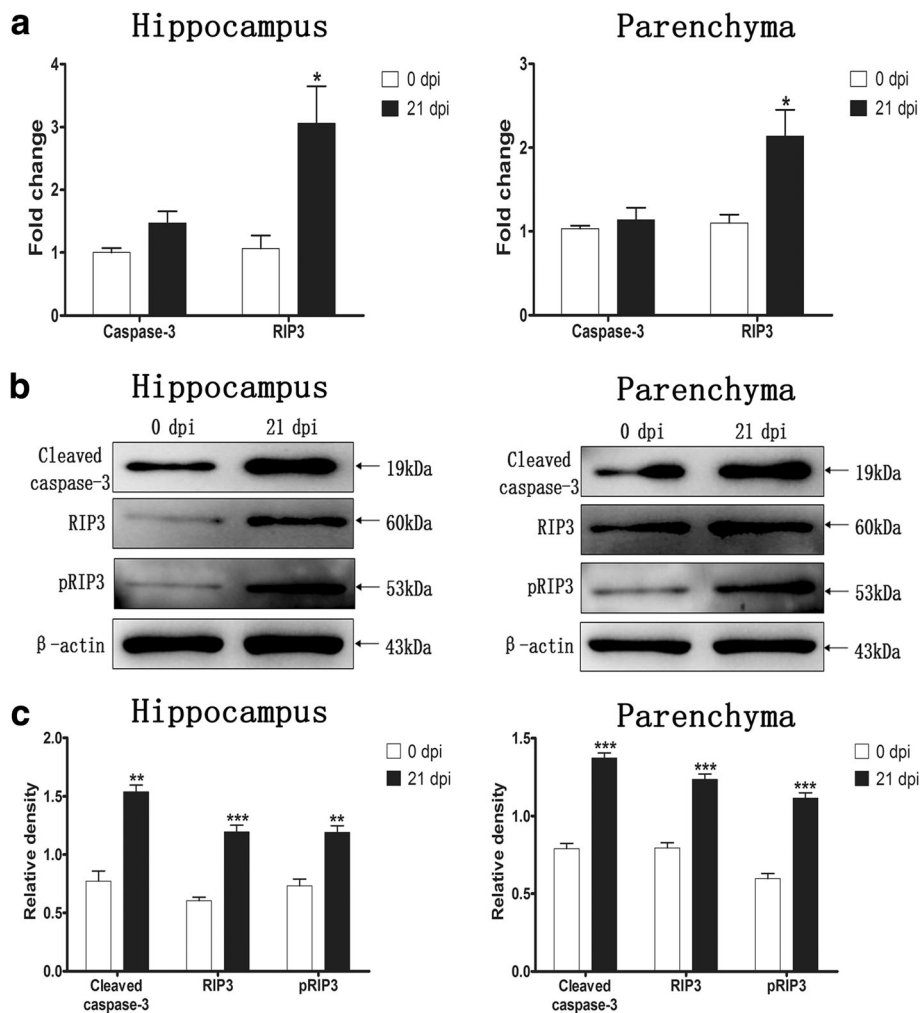 a
Hippocampus
Fold change
4
3
2
1
0
*
Caspase-3
RIP3
0 dpi
21 dpi
Parenchyma
Fold change
3
2
1
0
*
Caspase-3
RIP3
0 dpi
21 dpi
b
Hippocampus
0 dpi
21 dpi
Cleaved
caspase-3
19kDa
RIP3
60kDa
pRIP3
53kDa
β-actin
43kDa
Parenchyma
0 dpi
21 dpi
Cleaved
caspase-3
19kDa
RIP3
60kDa
pRIP3
53kDa
β-actin
43kDa
c
Hippocampus
Relative density
2.0
1.5
1.0
0.5
0.0
**
***
**
Cleaved
caspase-3
RIP3
pRIP3
0 dpi
21 dpi
Parenchyma
Relative density
1.5
1.0
0.5
0.0
***
***
***
Cleaved
caspase-3
RIP3
pRIP3
0 dpi
21 dpi